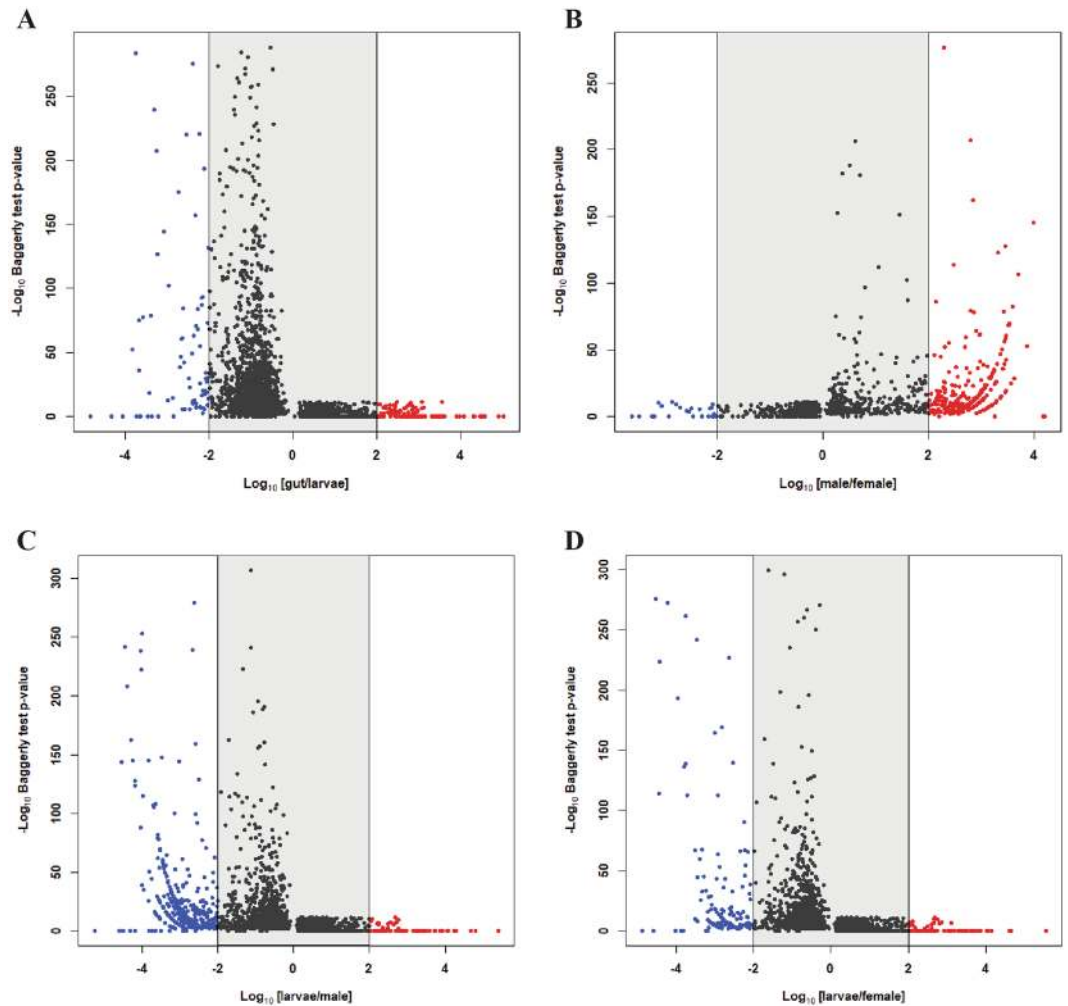 A
B
-Log10 Baggerly test p-value
0 50 100 150 200 250
-4 -2 0 2 4
Log10 [gut/larvae]
-Log10 Baggerly test p-value
0 50 100 150 200 250
-2 0 2 4
Log10 [male/female]
C
D
-Log10 Baggerly test p-value
0 50 100 150 200 250 300
-4 -2 0 2 4
Log10 [larvae/male]
-Log10 Baggerly test p-value
0 50 100 150 200 250 300
-4 -2 0 2 4
Log10 [larvae/female]